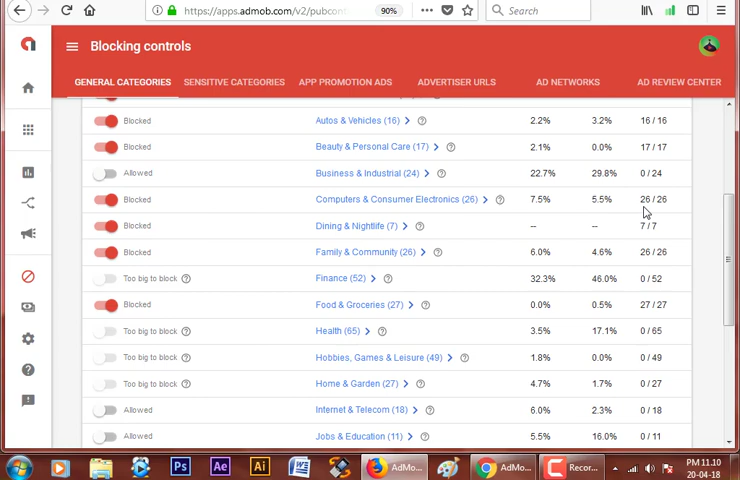 https://apps.admob.com/v2/pubcont
90%
Search
Blocking controls
GENERAL CATEGORIES SENSITIVE CATEGORIES APP PROMOTION ADS ADVERTISER URLS AD NETWORKS AD REVIEW CENTER
Blocked Autos & Vehicles (16) 2.2% 3.2% 16 / 16
Blocked Beauty & Personal Care (17) 2.1% 0.0% 17 / 17
Allowed Business & Industrial (24) 22.7% 29.8% 0 / 24
Blocked Computers & Consumer Electronics (26) 7.5% 5.5% 26 / 26
Blocked Dining & Nightlife (7) -- -- 7 / 7
Blocked Family & Community (26) 6.0% 4.6% 26 / 26
Too big to block Finance (52) 32.3% 46.0% 0 / 52
Blocked Food & Groceries (27) 0.0% 0.5% 27 / 27
Too big to block Health (65) 3.5% 17.1% 0 / 65
Too big to block Hobbies, Games & Leisure (49) 1.8% 0.0% 0 / 49
Too big to block Home & Garden (27) 4.7% 1.7% 0 / 27
Allowed Internet & Telecom (18) 6.0% 2.3% 0 / 18
Allowed Jobs & Education (11) 5.5% 16.0% 0 / 11
Ps Ae Ai W AdMo... AdMo... Recor...
PM 11.10
20-04-18